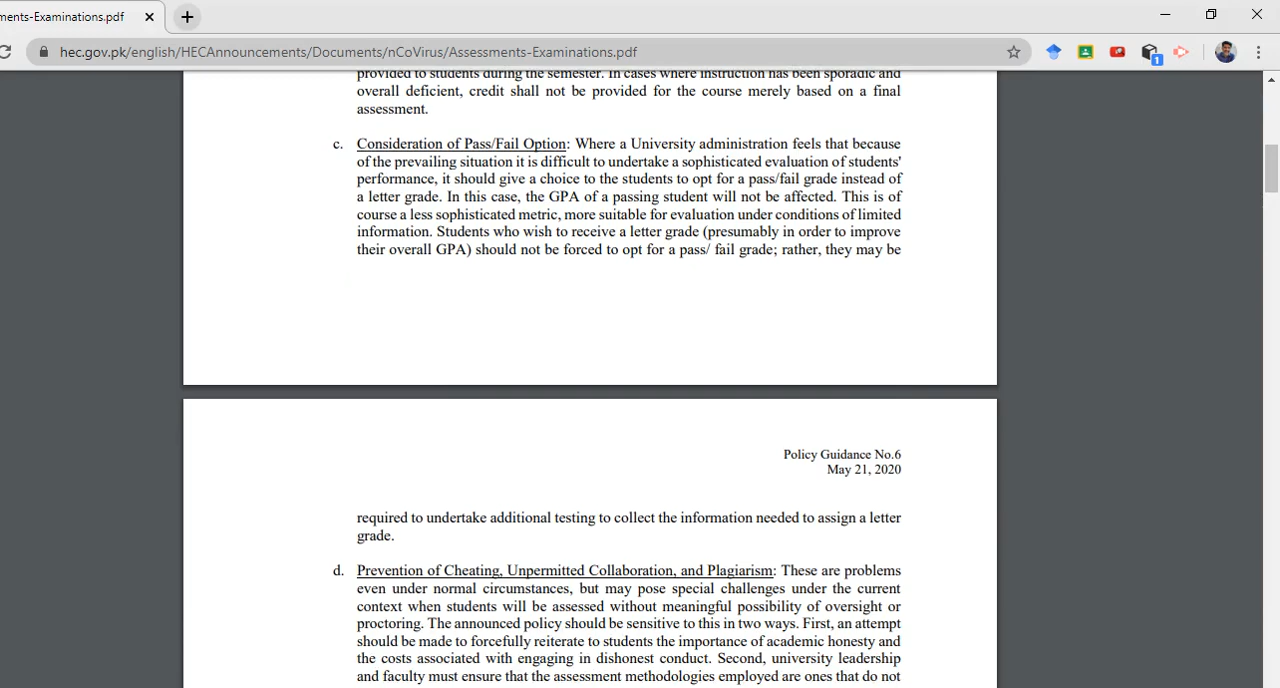 ments-Examinations.pdf
hec.gov.pk/english/HECAnnouncements/Documents/nCoVirus/Assessments-Examinations.pdf
1
provided to students during the semester. In cases where instruction has been sporadic and
overall deficient, credit shall not be provided for the course merely based on a final
assessment.
c. Consideration of Pass/Fail Option: Where a University administration feels that because
of the prevailing situation it is difficult to undertake a sophisticated evaluation of students'
performance, it should give a choice to the students to opt for a pass/fail grade instead of
a letter grade. In this case, the GPA of a passing student will not be affected. This is of
course a less sophisticated metric, more suitable for evaluation under conditions of limited
information. Students who wish to receive a letter grade (presumably in order to improve
their overall GPA) should not be forced to opt for a pass/ fail grade; rather, they may be
Policy Guidance No.6
May 21, 2020
required to undertake additional testing to collect the information needed to assign a letter
grade.
d. Prevention of Cheating, Unpermitted Collaboration, and Plagiarism: These are problems
even under normal circumstances, but may pose special challenges under the current
context when students will be assessed without meaningful possibility of oversight or
proctoring. The announced policy should be sensitive to this in two ways. First, an attempt
should be made to forcefully reiterate to students the importance of academic honesty and
the costs associated with engaging in dishonest conduct. Second, university leadership
and faculty must ensure that the assessment methodologies employed are ones that do not